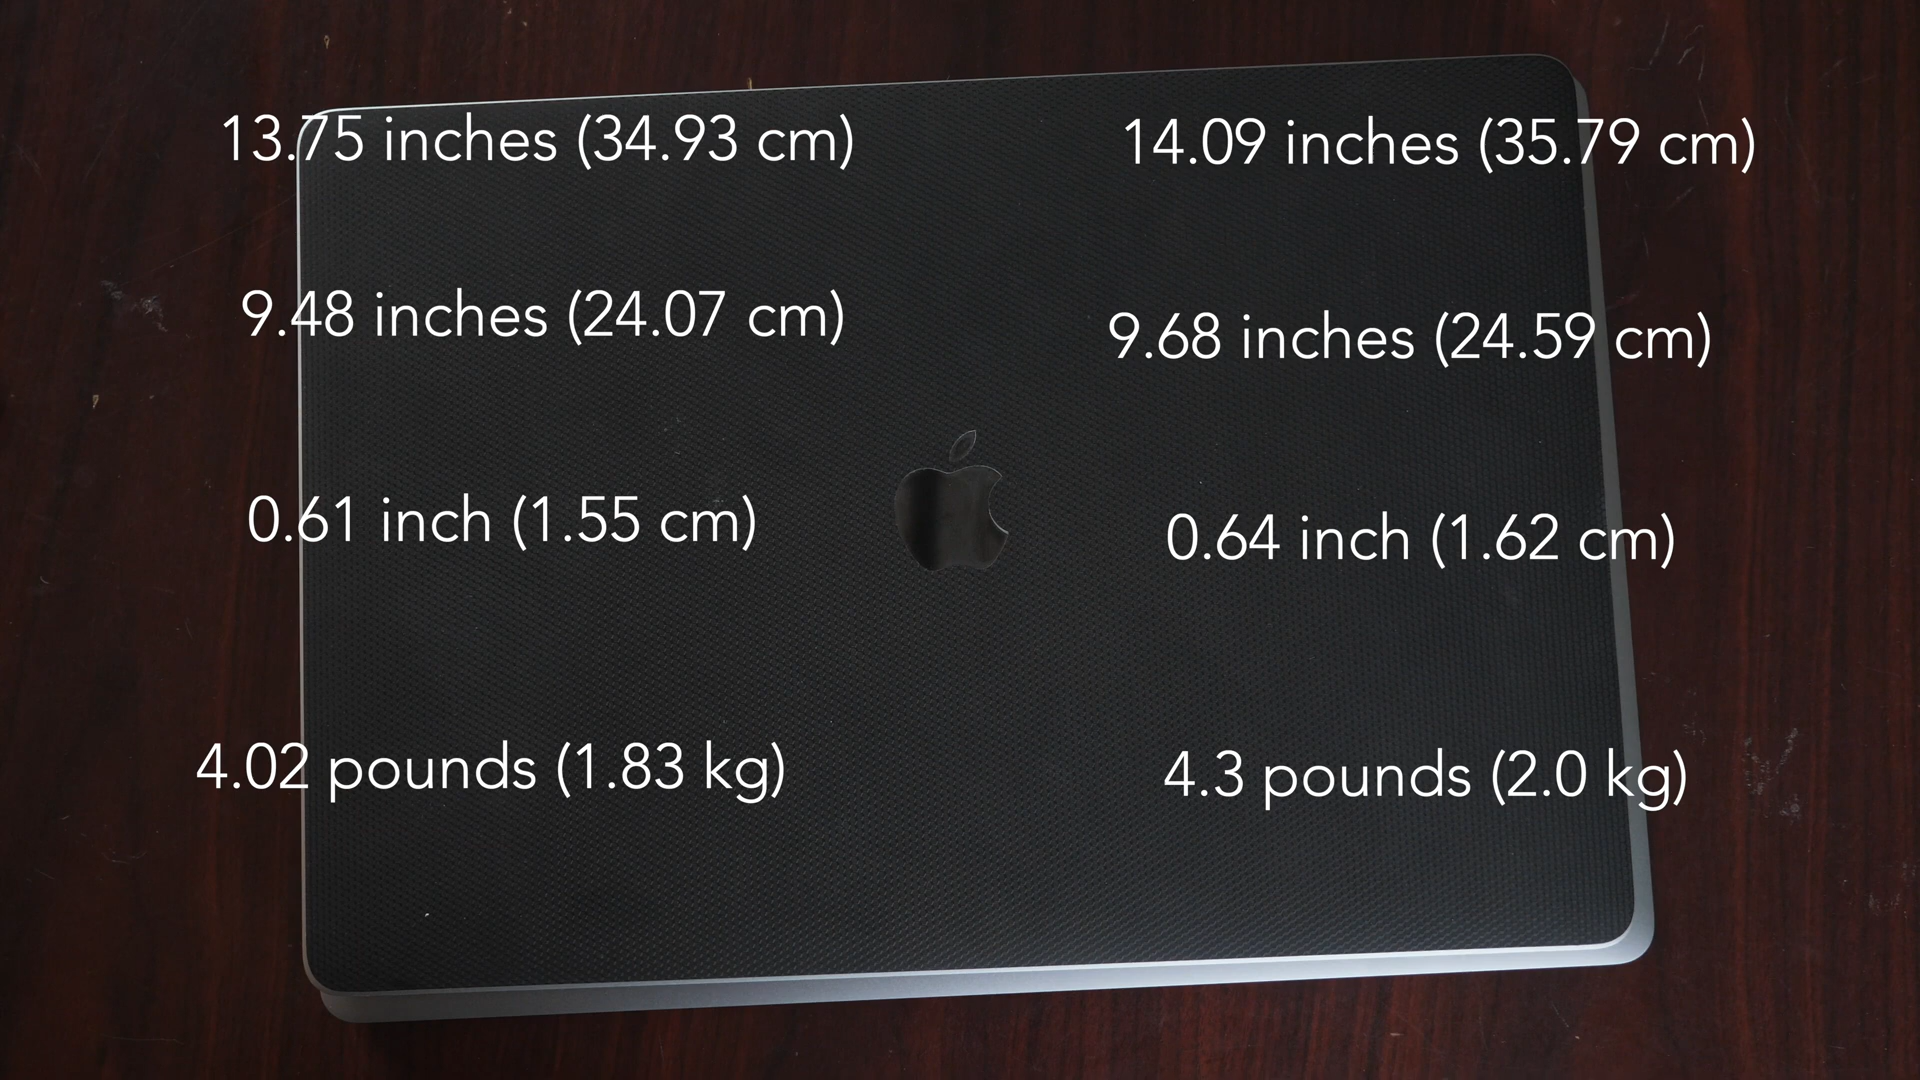 13.75 inches (34.93 cm)
14.09 inches (35.79 cm)
9.48 inches (24.07 cm)
9.68 inches (24.59 cm)
0.61 inch (1.55 cm)
0.64 inch (1.62 cm)
4.02 pounds (1.83 kg)
4.3 pounds (2.0 kg)